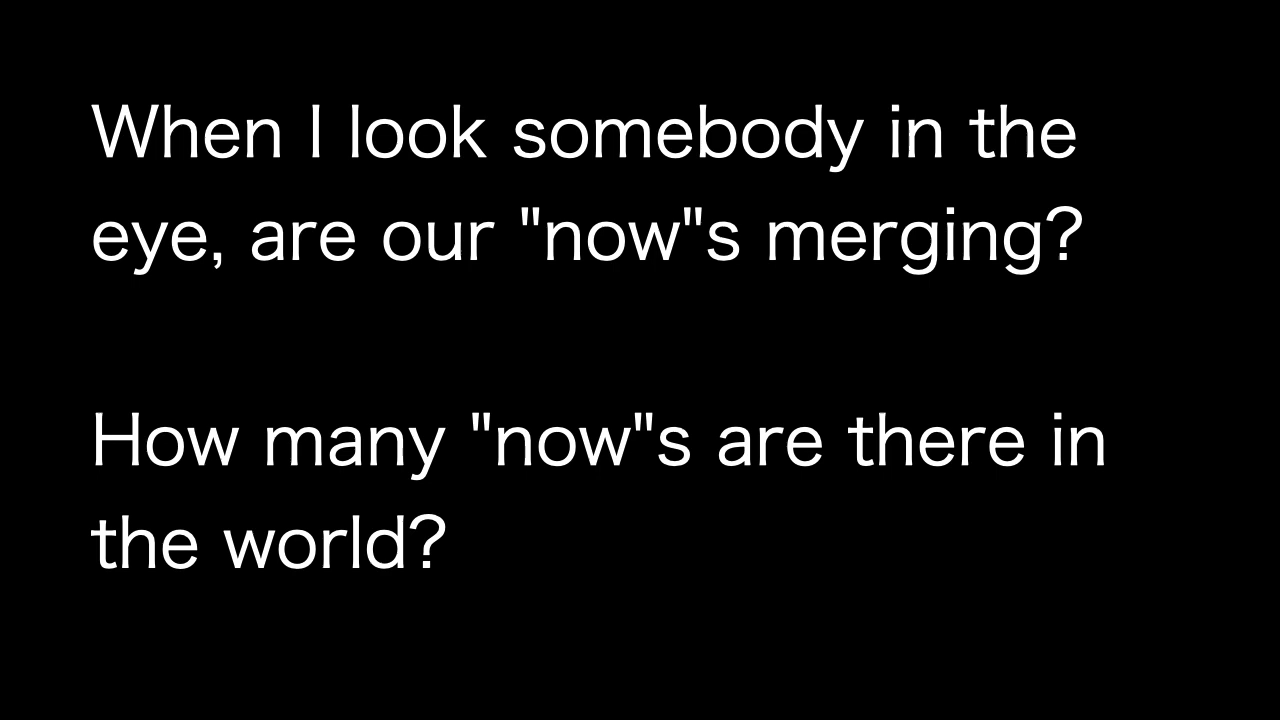 When I look somebody in the
eye, are our "now"s merging?
How many "now"s are there in
the world?